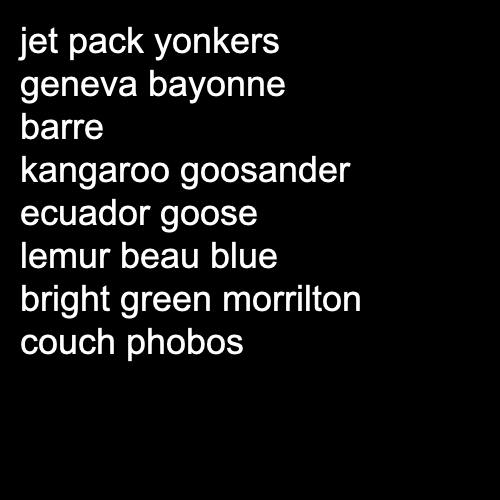 jet pack yonkers
geneva bayonne
barre
kangaroo goosander
ecuador goose
lemur beau blue
bright green morrilton
couch phobos